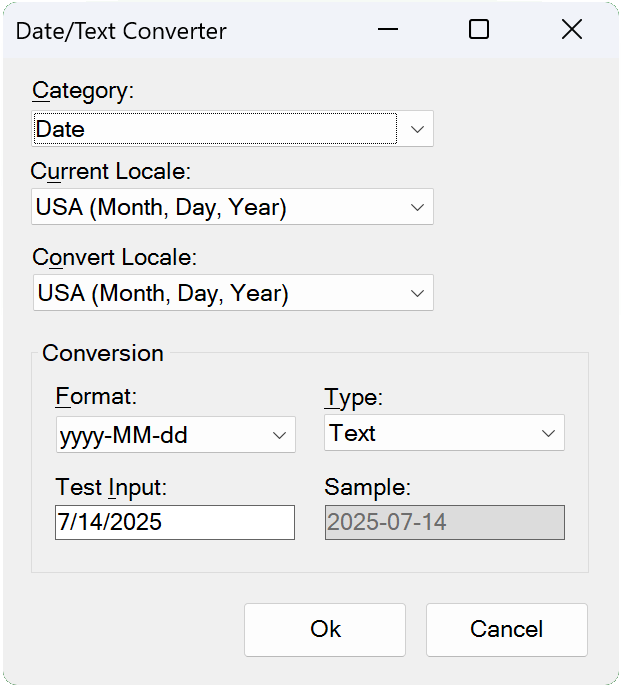 Date/Text Converter
Category:
Date
Current Locale:
USA (Month, Day, Year)
Convert Locale:
USA (Month, Day, Year)
Conversion
Format: Type:
yyyy-MM-dd Text
Test Input: Sample:
7/14/2025 2025-07-14
Ok Cancel